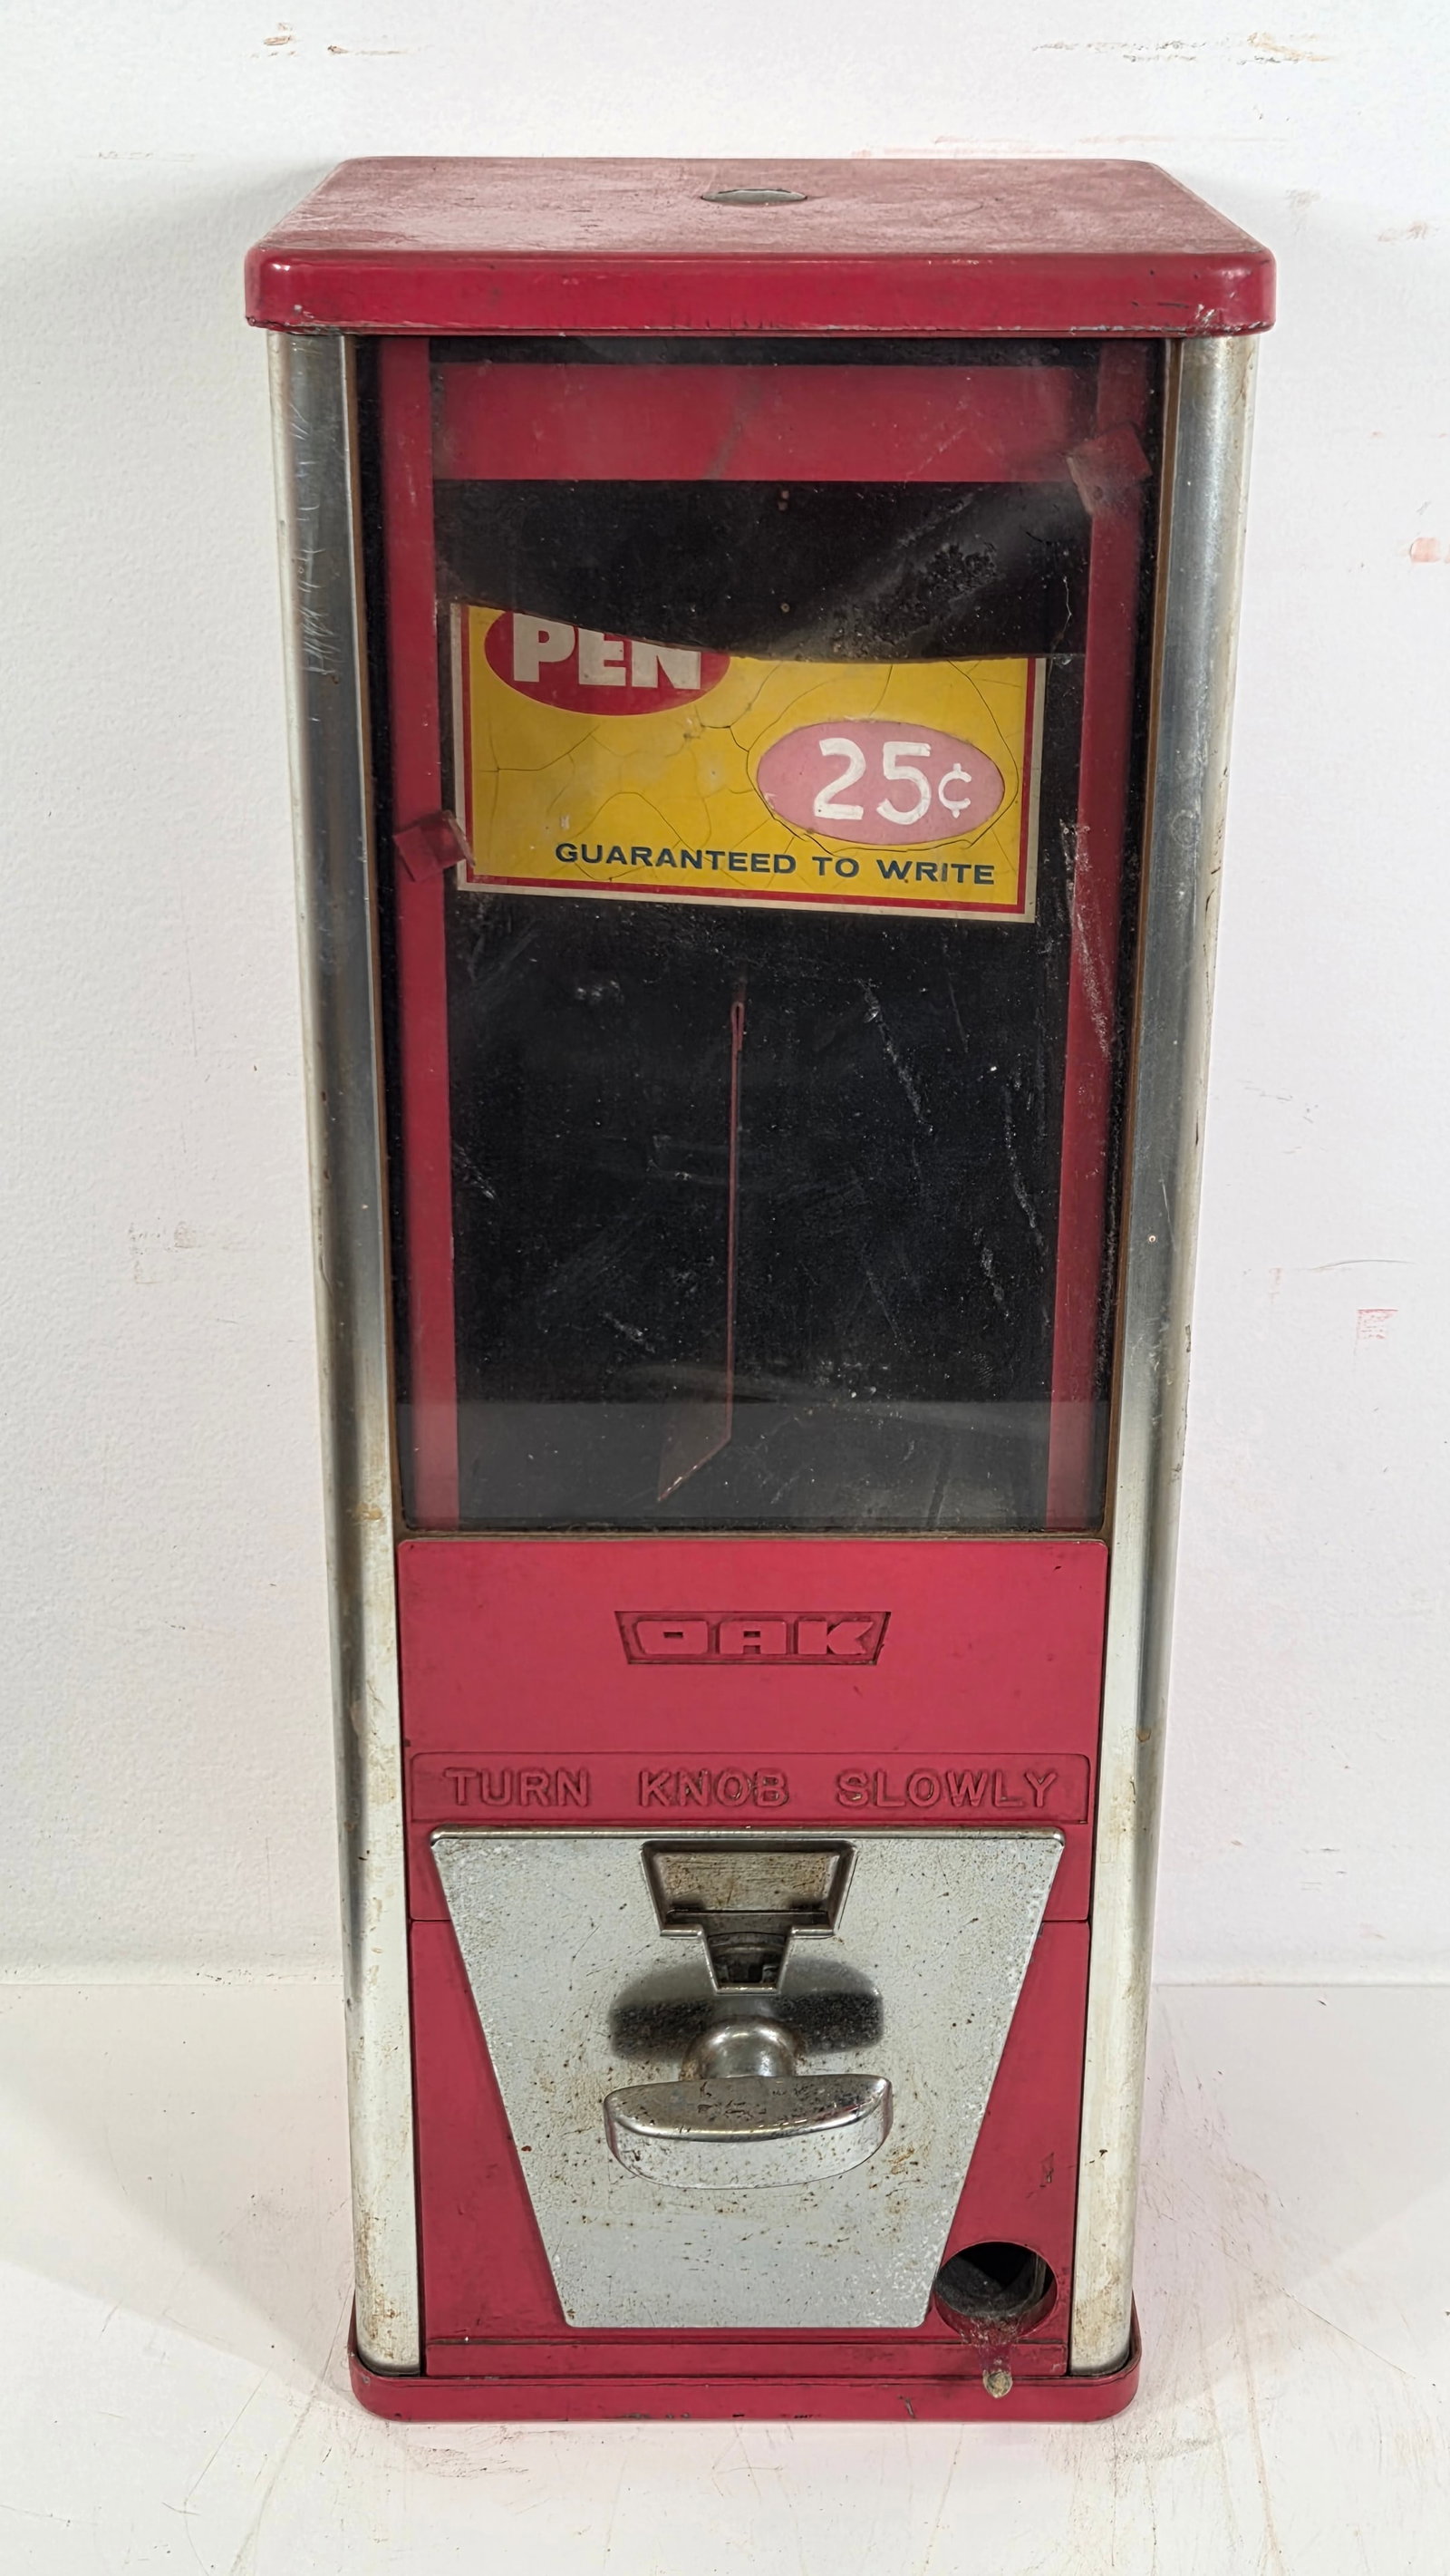 PEN
25¢
GUARANTEED TO WRITE
OAK
TURN KNOB SLOWLY